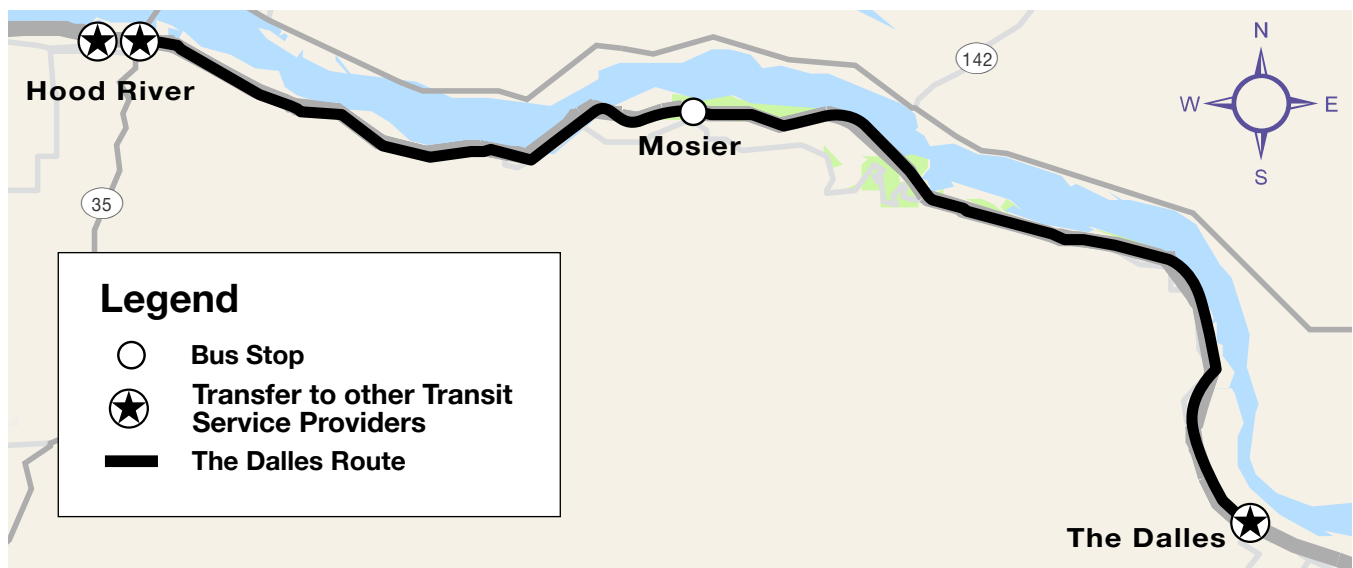 Hood River
142
N
W
E
S
Mosier
35
Legend
Bus Stop
Transfer to other Transit
Service Providers
The Dalles Route
The Dalles